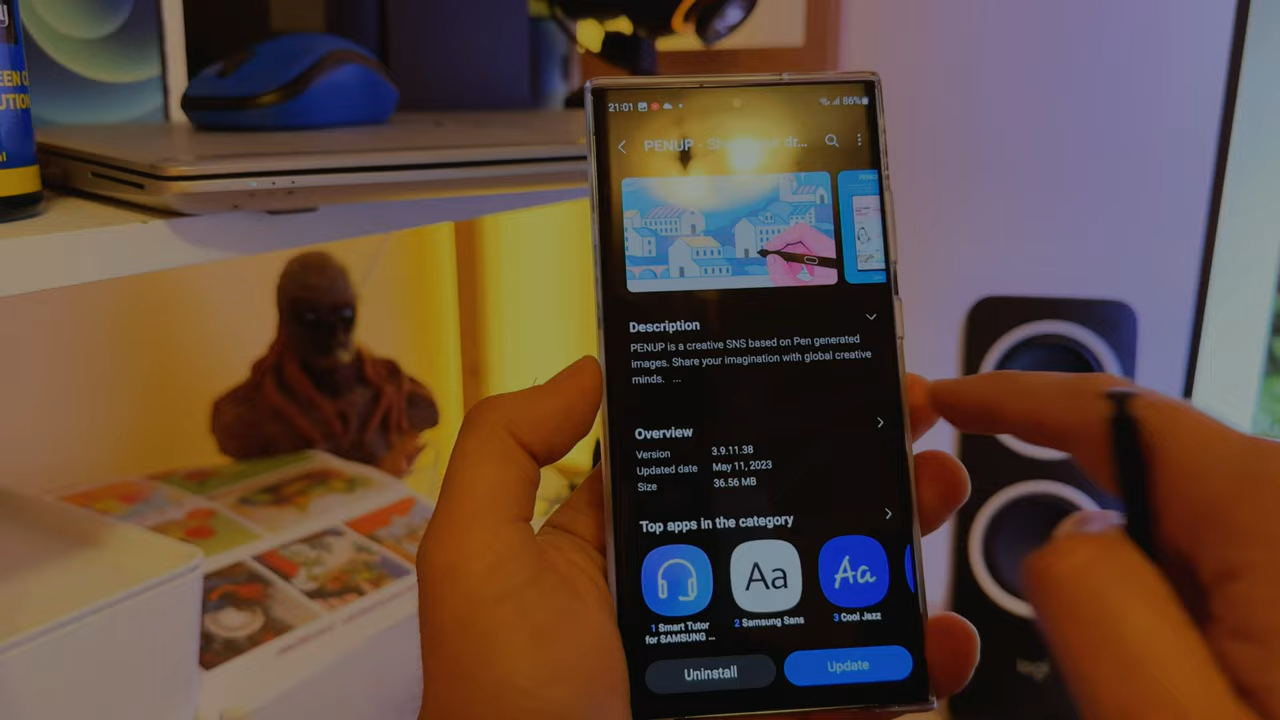 21:01
86%
PENUP - S
dr...
Description
PENUP is a creative SNS based on Pen generated
images. Share your imagination with global creative
minds. ...
Overview
Version 3.9.11.38
Updated date May 11, 2023
Size 36.56 MB
Top apps in the category
Aa
Aa
1 Smart Tutor
for SAMSUNG ...
2 Samsung Sans
3 Cool Jazz
Uninstall
Update